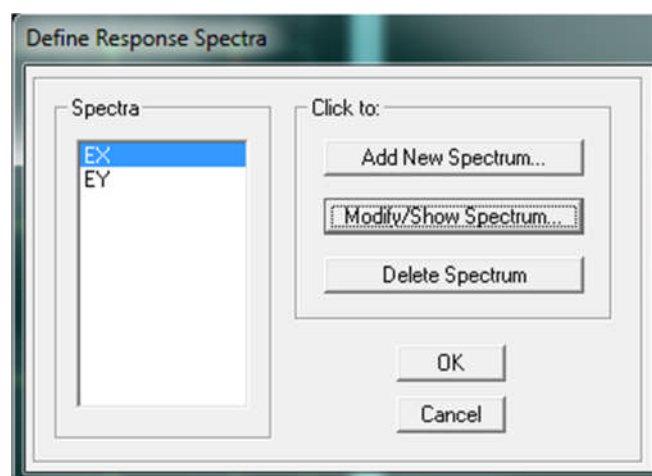 Define Response Spectra
Spectra
EX
EY
Click to:
Add New Spectrum...
Modify/Show Spectrum...
Delete Spectrum
OK
Cancel